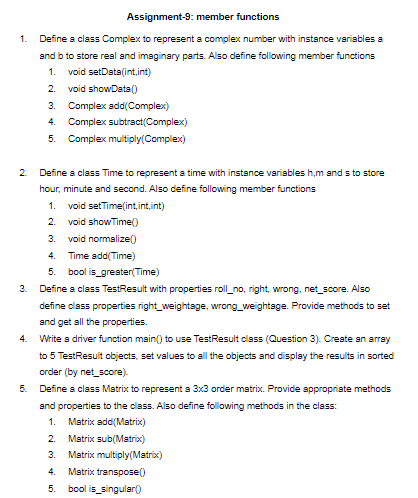 Assignment-9: member functions
1. Define a class Complex to represent a complex number with instance variables a
and b to store real and imaginary parts. Also define following member functions
1. void setData(int,int)
2. void showData()
3. Complex add(Complex)
4. Complex subtract(Complex)
5. Complex multiply(Complex)
2. Define a class Time to represent a time with instance variables h,m and s to store
hour, minute and second. Also define following member functions
1. void setTime(int,int,int)
2. void showTime()
3. void normalize()
4. Time add(Time)
5. bool is_greater(Time)
3. Define a class TestResult with properties roll_no, right, wrong, net_score. Also
define class properties right_weightage, wrong_weightage. Provide methods to set
and get all the properties.
4. Write a driver function main() to use TestResult class (Question 3). Create an array
to 5 TestResult objects, set values to all the objects and display the results in sorted
order (by net_score).
5. Define a class Matrix to represent a 3x3 order matrix. Provide appropriate methods
and properties to the class. Also define following methods in the class:
1. Matrix add(Matrix)
2. Matrix sub(Matrix)
3. Matrix multiply(Matrix)
4. Matrix transpose()
5. bool is_singular()